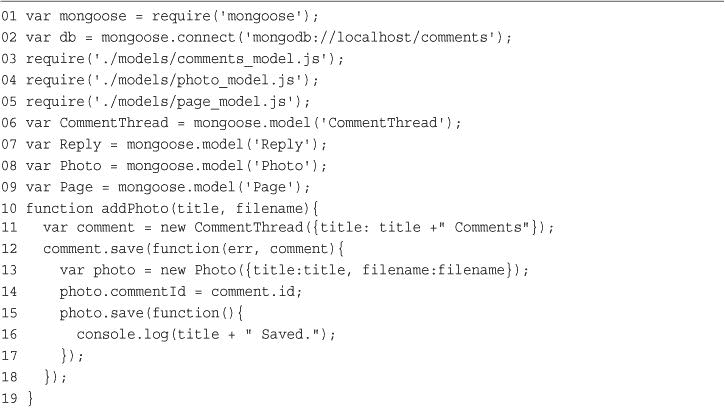 01 var mongoose = require('mongoose');
02 var db = mongoose.connect('mongodb://localhost/comments');
03 require('./models/comments_model.js');
04 require('./models/photo_model.js');
05 require('./models/page_model.js');
06 var CommentThread = mongoose.model('CommentThread');
07 var Reply = mongoose.model('Reply');
08 var Photo = mongoose.model('Photo');
09 var Page = mongoose.model('Page');
10 function addPhoto(title, filename){
11   var comment = new CommentThread({title: title +" Comments"});
12   comment.save(function(err, comment){
13     var photo = new Photo({title:title, filename:filename});
14     photo.commentId = comment.id;
15     photo.save(function(){
16       console.log(title + " Saved.");
17     });
18   });
19 }